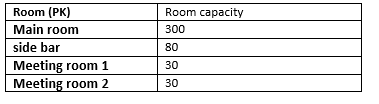 Room (PK) Room capacity
Main room 300
side bar 80
Meeting room 1 30
Meeting room 2 30